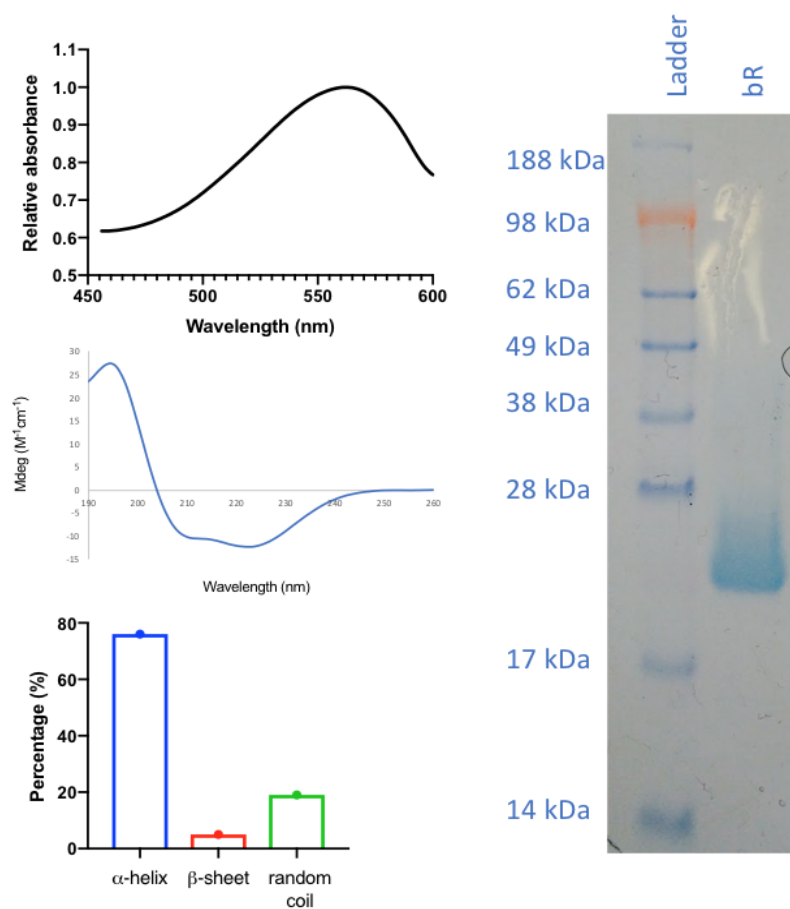 1.1
1.0
0.9
0.8
0.7
0.6
0.5
Relative absorbance
450 500 550 600
Wavelength (nm)
30
25
20
15
10
5
0
-5
-10
-15
Mdeg (M⁻¹cm⁻¹)
190 200 210 220 230 240 250 260
Wavelength (nm)
80
60
40
20
0
Percentage (%)
α-helix β-sheet random
coil
Ladder
bR
188 kDa
98 kDa
62 kDa
49 kDa
38 kDa
28 kDa
17 kDa
14 kDa